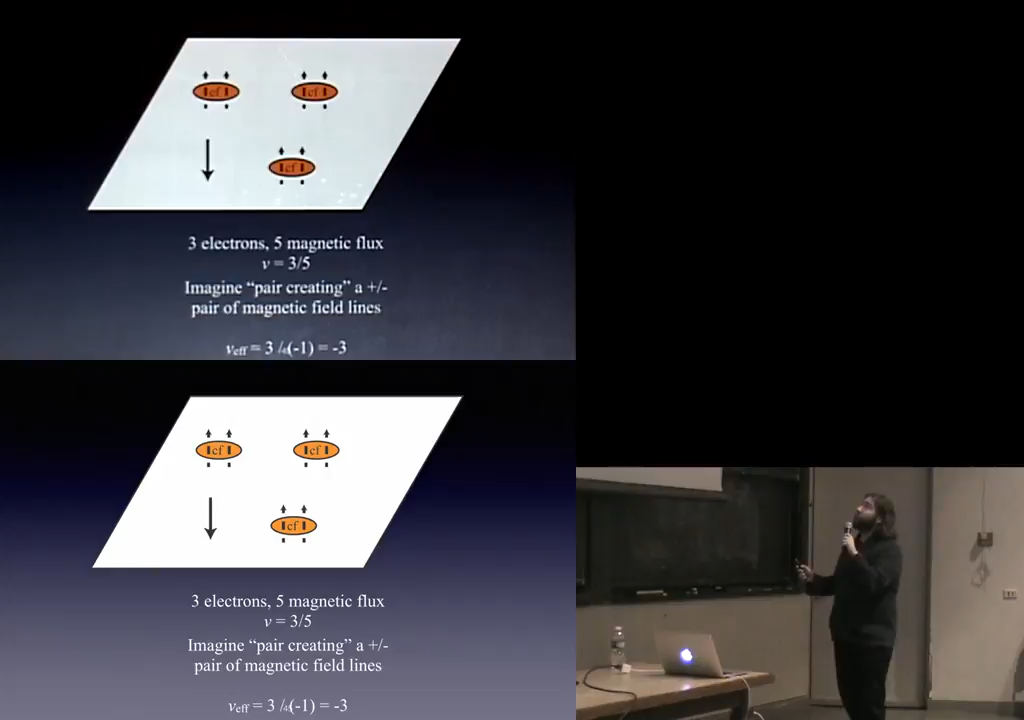 cf cf
cf
3 electrons, 5 magnetic flux
ν = 3/5
Imagine “pair creating” a +/-
pair of magnetic field lines
νeff = 3 /(-1) = -3
cf cf
cf
3 electrons, 5 magnetic flux
ν = 3/5
Imagine “pair creating” a +/-
pair of magnetic field lines
νeff = 3 /(-1) = -3